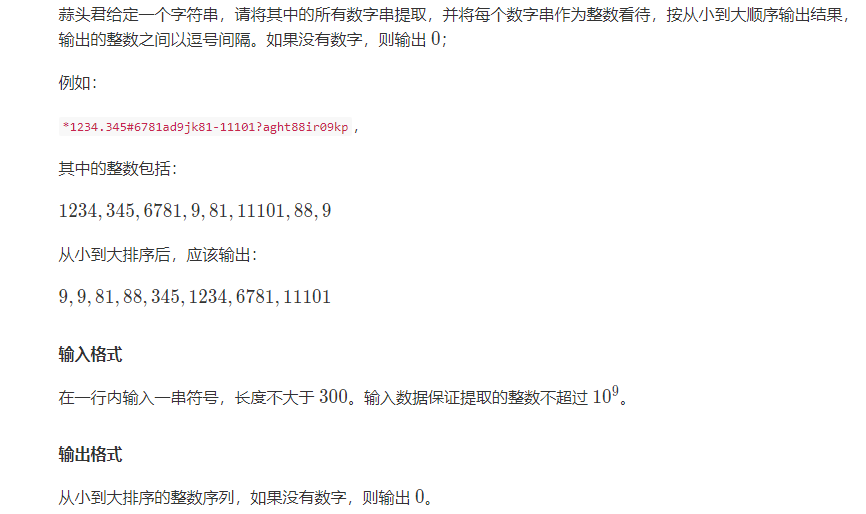 蒜头君给定一个字符串，请将其中的所有数字串提取，并将每个数字串作为整数看待，按从小到大顺序输出结果，
输出的整数之间以逗号间隔。如果没有数字，则输出 0；
例如：
*1234.345#6781ad9jk81-11101?aght88ir09kp，
其中的整数包括：
1234, 345, 6781, 9, 81, 11101, 88, 9
从小到大排序后，应该输出：
9, 9, 81, 88, 345, 1234, 6781, 11101
输入格式
在一行内输入一串符号，长度不大于 300。输入数据保证提取的整数不超过 10⁹。
输出格式
从小到大排序的整数序列，如果没有数字，则输出 0。